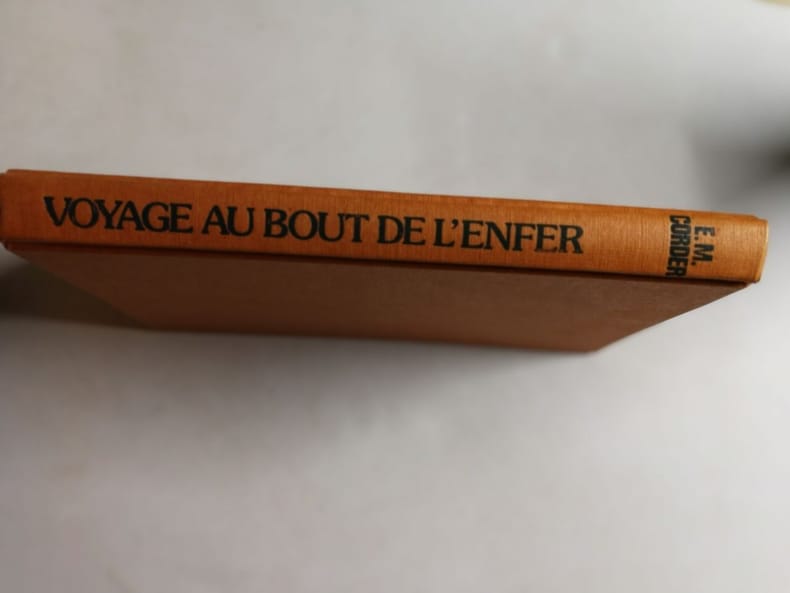 VOYAGE AU BOUT DE L'ENFER
E.M.
CORDER